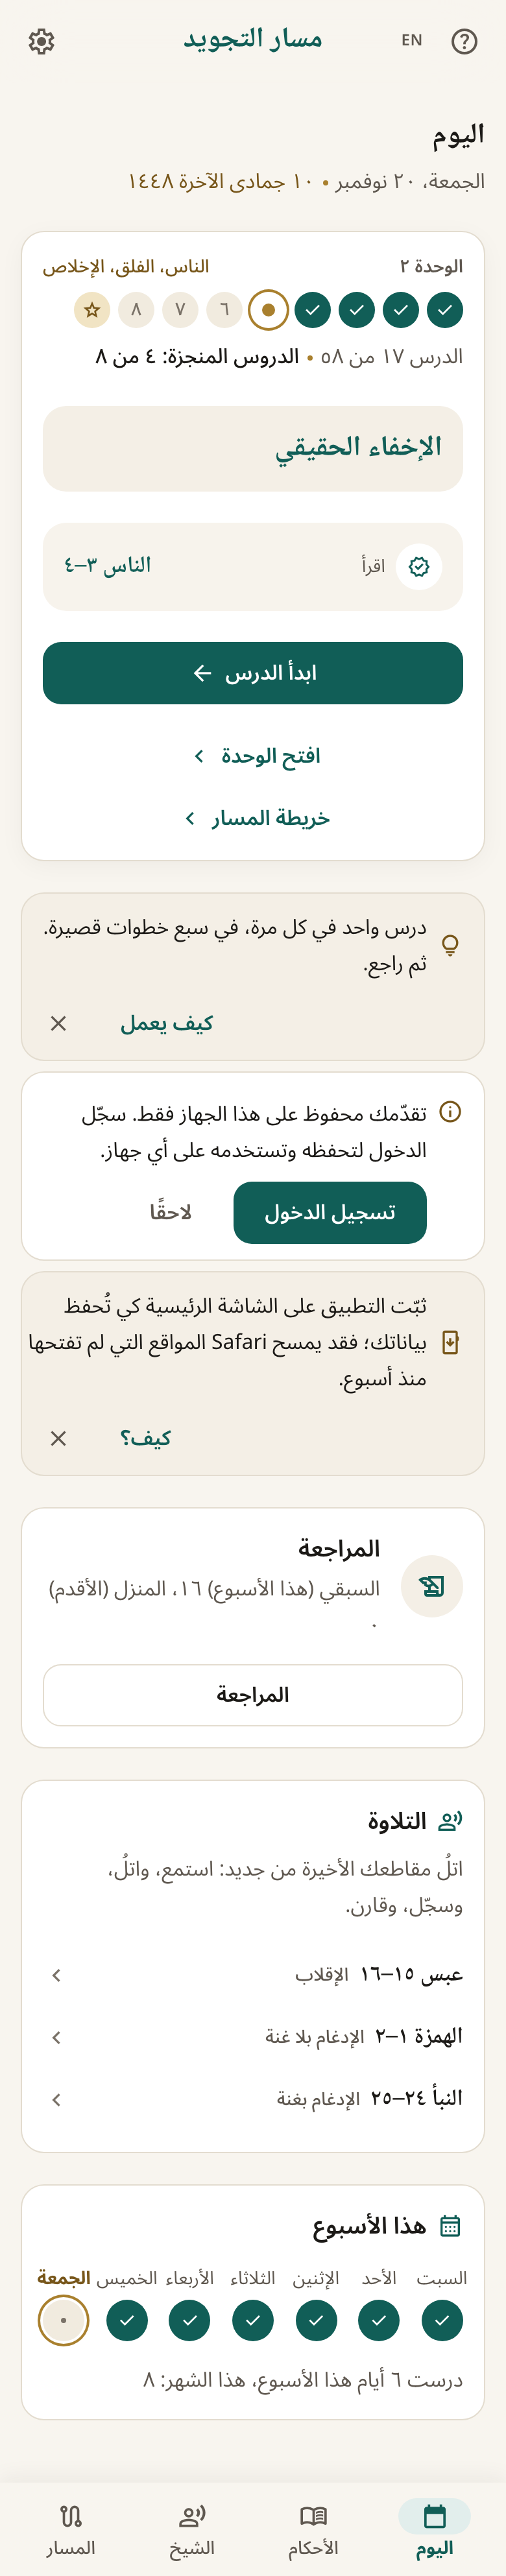 مسار التجويد
EN
اليوم
الجمعة، ٢٠ نوفمبر • ١٠ جمادى الآخرة ١٤٤٨
الوحدة ٢
الناس، الفلق، الإخلاص
٦ ٧ ٨
الدرس ١٧ من ٥٨ • الدروس المنجزة: ٤ من ٨
الإخفاء الحقيقي
اقرأ
الناس ٣–٤
ابدأ الدرس
افتح الوحدة
خريطة المسار
درس واحد في كل مرة، في سبع خطوات قصيرة.
ثم راجع.
كيف يعمل
تقدّمك محفوظ على هذا الجهاز فقط. سجّل
الدخول لتحفظه وتستخدمه على أي جهاز.
تسجيل الدخول
لاحقًا
ثبّت التطبيق على الشاشة الرئيسية كي تُحفظ
بياناتك؛ فقد يمسح Safari المواقع التي لم تفتحها
منذ أسبوع.
كيف؟
المراجعة
السبقي (هذا الأسبوع) ١٦، المنزل (الأقدم)
٠
المراجعة
التلاوة
اتلُ مقاطعك الأخيرة من جديد: استمع، واتلُ،
وسجّل، وقارن.
عبس ١٥–١٦ الإقلاب
الهمزة ١–٢ الإدغام بلا غنة
النبأ ٢٤–٢٥ الإدغام بغنة
هذا الأسبوع
السبت الأحد الإثنين الثلاثاء الأربعاء الخميس الجمعة
درست ٦ أيام هذا الأسبوع، هذا الشهر: ٨
اليوم
الأحكام
الشيخ
المسار